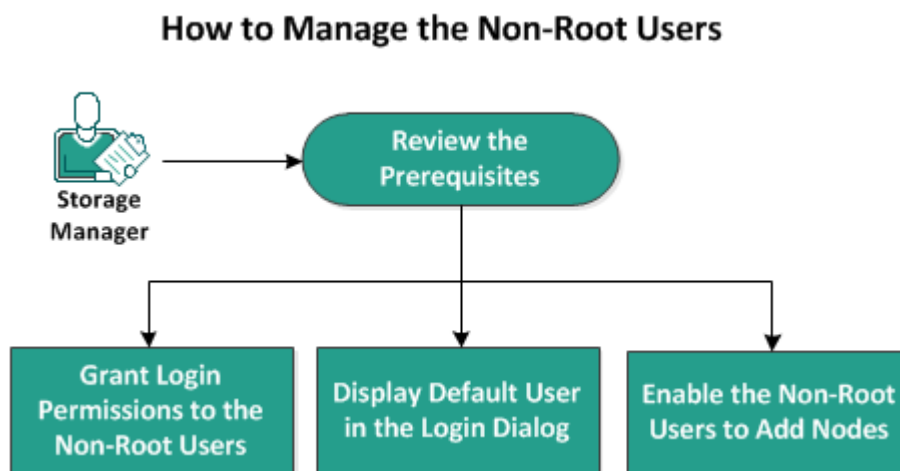 How to Manage the Non-Root Users
Storage
Manager
Review the
Prerequisites
Grant Login
Permissions to the
Non-Root Users
Display Default User
in the Login Dialog
Enable the Non-Root
Users to Add Nodes